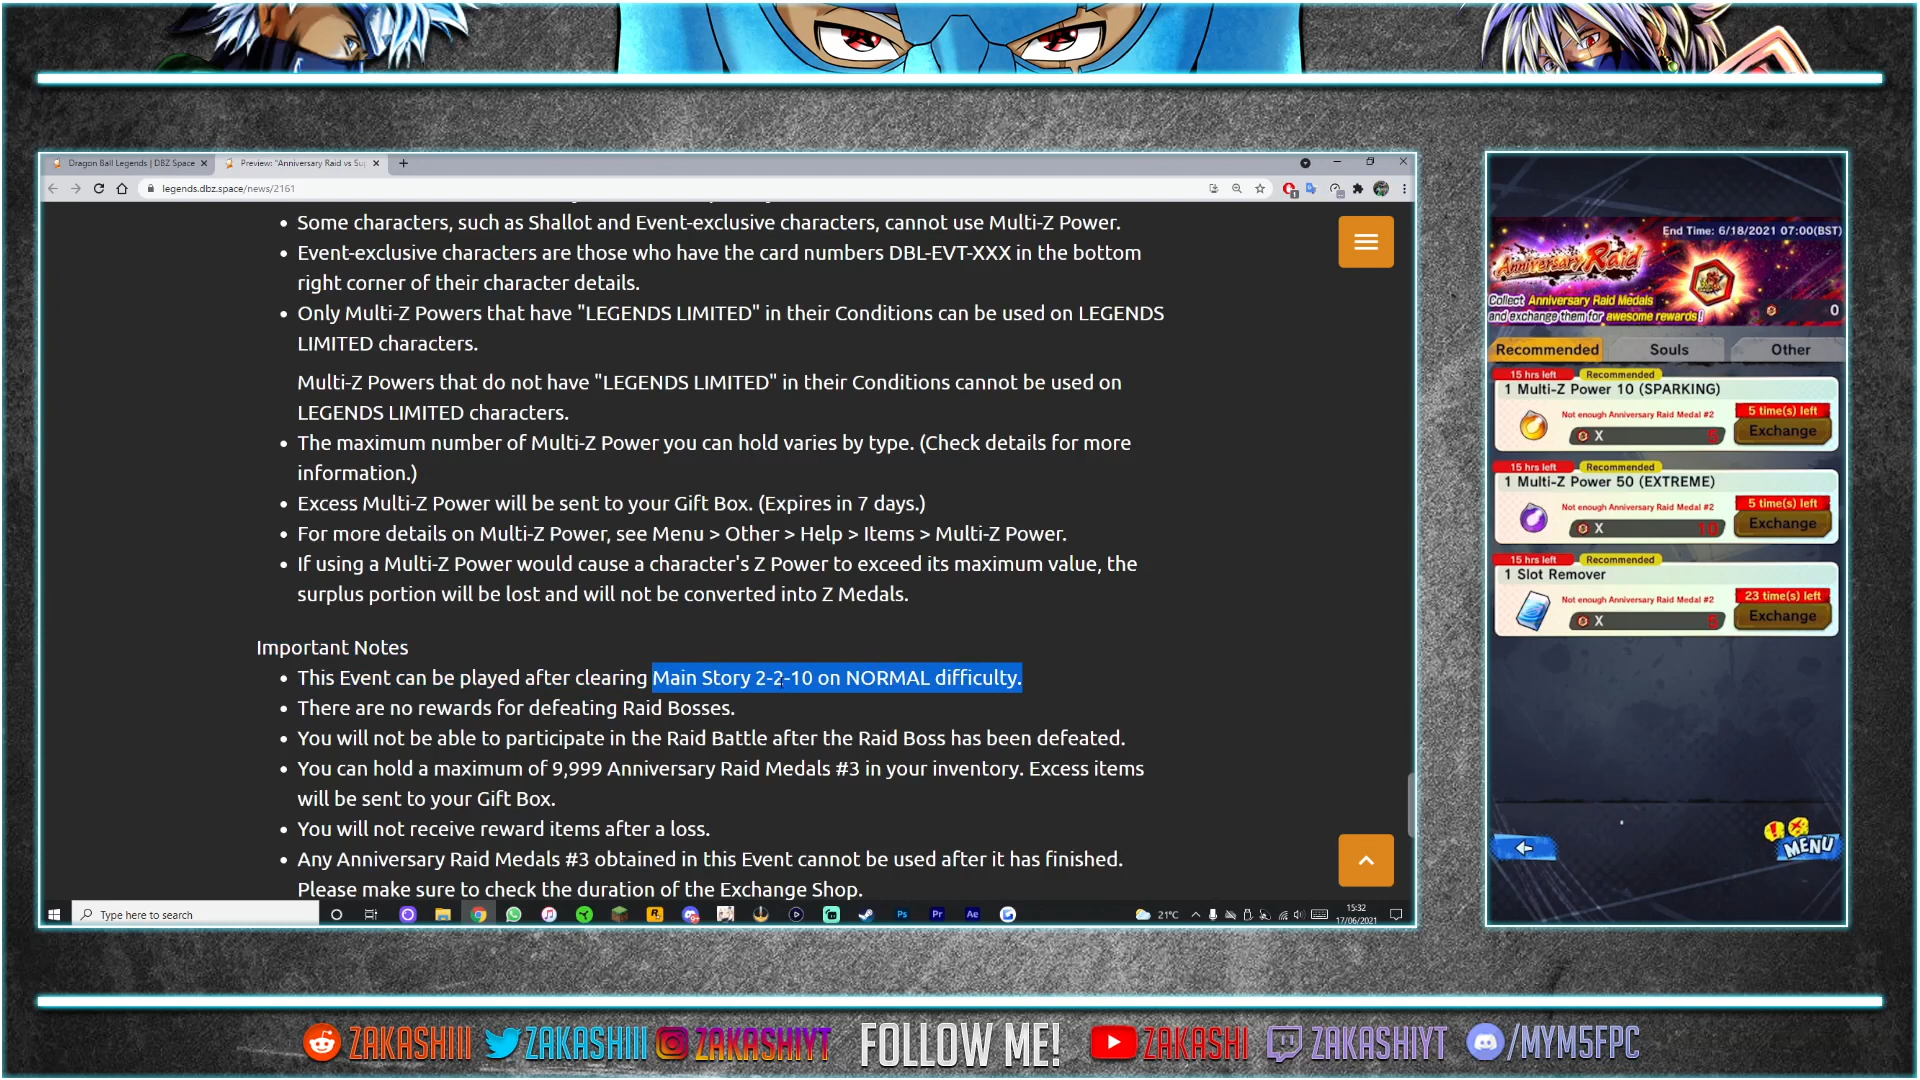 Dragon Ball Legends | DBZ Space
Preview: "Anniversary Raid vs Su
legends.dbz.space/news/2161
Some characters, such as Shallot and Event-exclusive characters, cannot use Multi-Z Power.
Event-exclusive characters are those who have the card numbers DBL-EVT-XXX in the bottom
right corner of their character details.
Only Multi-Z Powers that have "LEGENDS LIMITED" in their Conditions can be used on LEGENDS
LIMITED characters.
Multi-Z Powers that do not have "LEGENDS LIMITED" in their Conditions cannot be used on
LEGENDS LIMITED characters.
The maximum number of Multi-Z Power you can hold varies by type. (Check details for more
information.)
Excess Multi-Z Power will be sent to your Gift Box. (Expires in 7 days.)
For more details on Multi-Z Power, see Menu > Other > Help > Items > Multi-Z Power.
If using a Multi-Z Power would cause a character's Z Power to exceed its maximum value, the
surplus portion will be lost and will not be converted into Z Medals.
Important Notes
This Event can be played after clearing Main Story 2-2-10 on NORMAL difficulty.
There are no rewards for defeating Raid Bosses.
You will not be able to participate in the Raid Battle after the Raid Boss has been defeated.
You can hold a maximum of 9,999 Anniversary Raid Medals #3 in your inventory. Excess items
will be sent to your Gift Box.
You will not receive reward items after a loss.
Any Anniversary Raid Medals #3 obtained in this Event cannot be used after it has finished.
Please make sure to check the duration of the Exchange Shop.
Type here to search
Ps
Pr
Ae
21°C
15:32
17/06/2021
End Time: 6/18/2021 07:00(BST)
Anniversary Raid
Collect Anniversary Raid Medals
and exchange them for awesome rewards!
0
Recommended
Souls
Other
15 hrs left
Recommended
1 Multi-Z Power 10 (SPARKING)
Not enough Anniversary Raid Medal #2
5 time(s) left
X 5
Exchange
15 hrs left
Recommended
1 Multi-Z Power 50 (EXTREME)
Not enough Anniversary Raid Medal #2
5 time(s) left
X 10
Exchange
15 hrs left
Recommended
1 Slot Remover
Not enough Anniversary Raid Medal #2
23 time(s) left
X 5
Exchange
MENU
ZAKASHIII
ZAKASHIII
ZAKASHIYT
FOLLOW ME!
ZAKASHI
ZAKASHIYT
/MYM5FPC